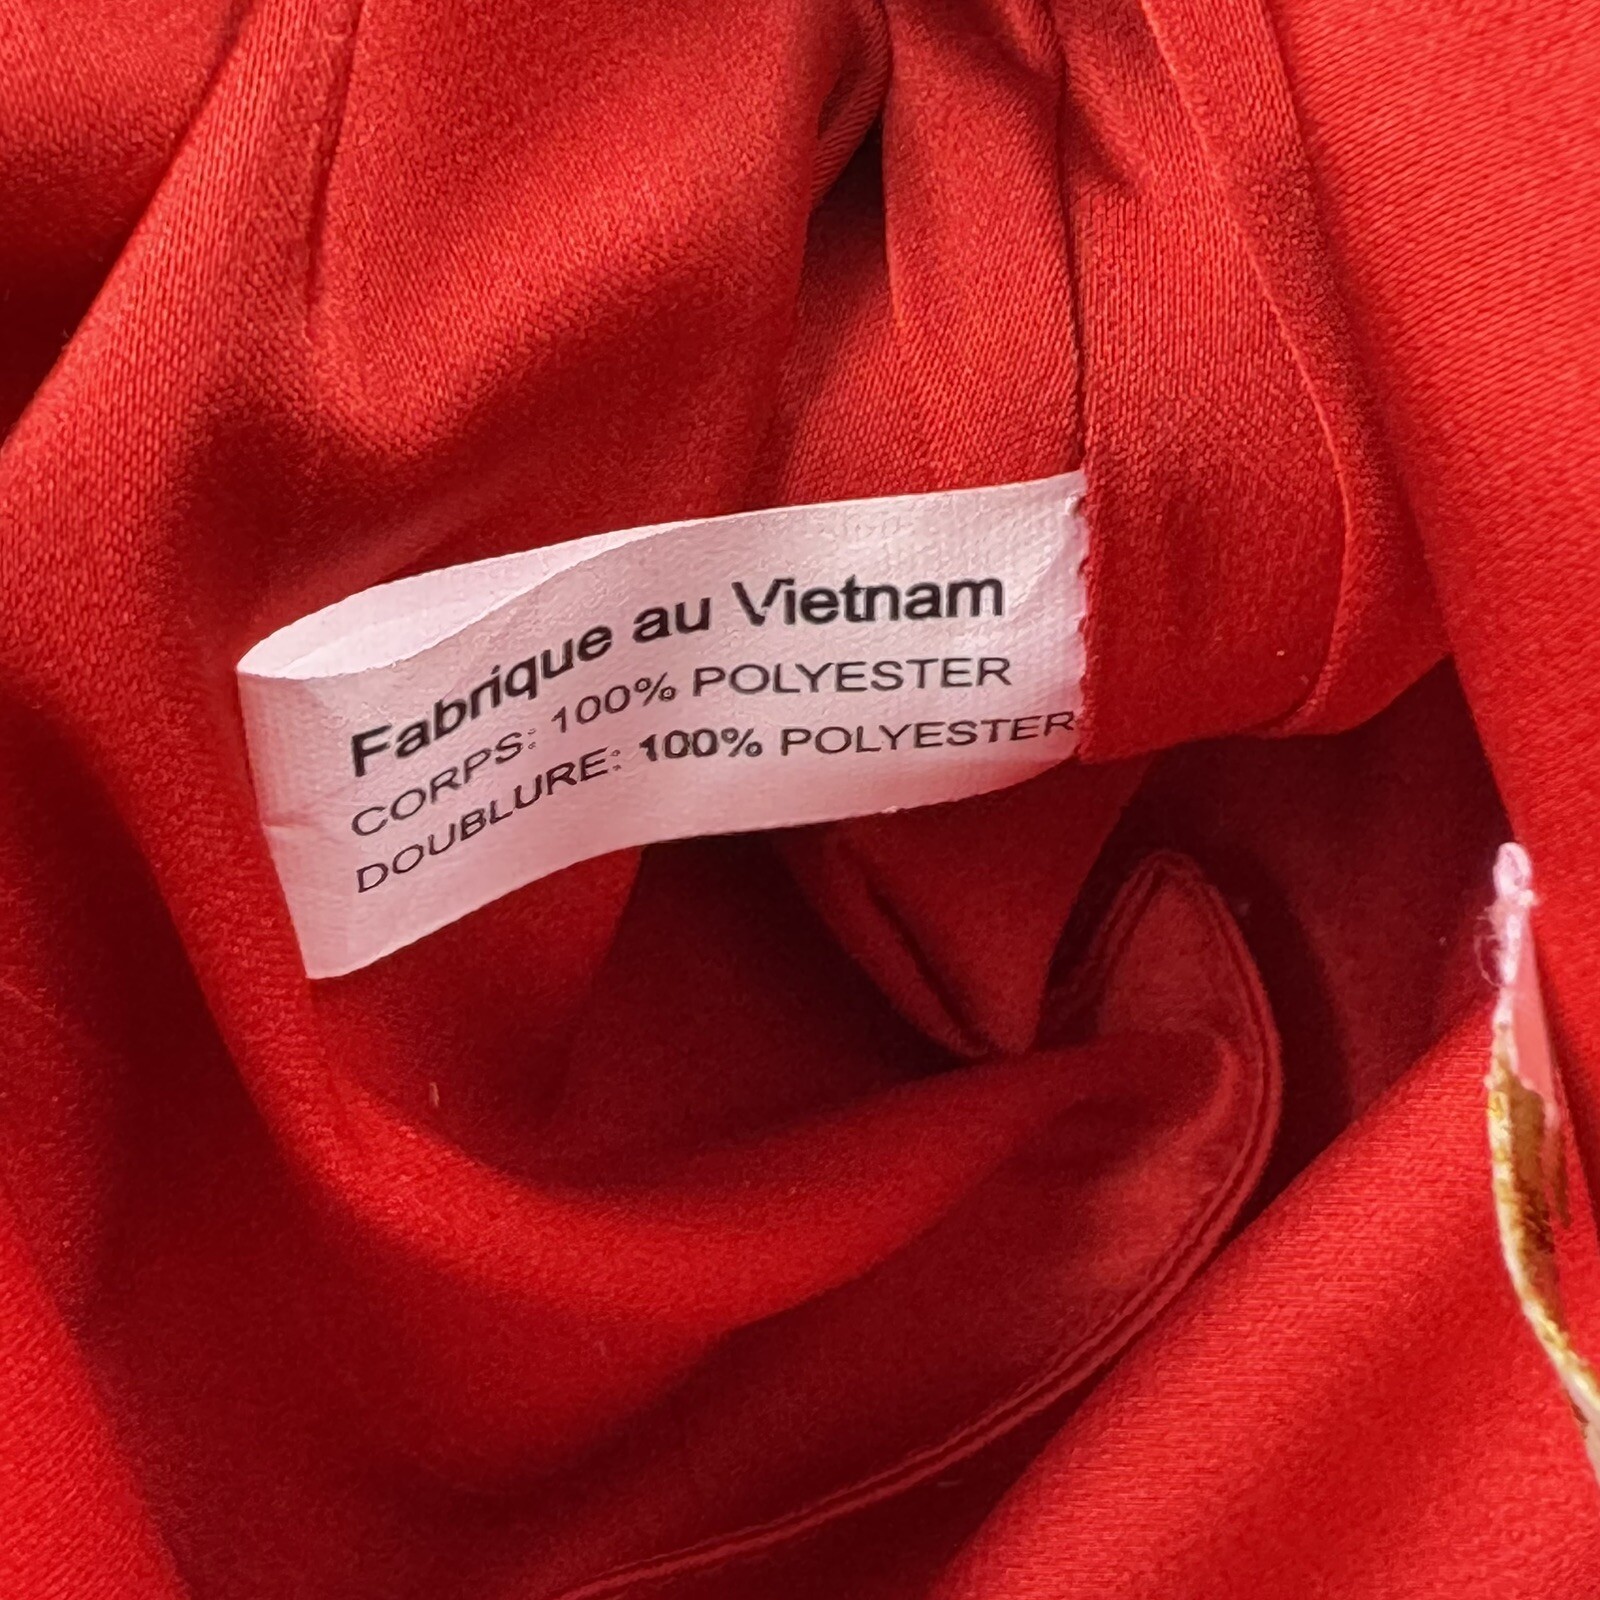 Fabrique au Vietnam
CORPS: 100% POLYESTER
DOUBLURE: 100% POLYESTER